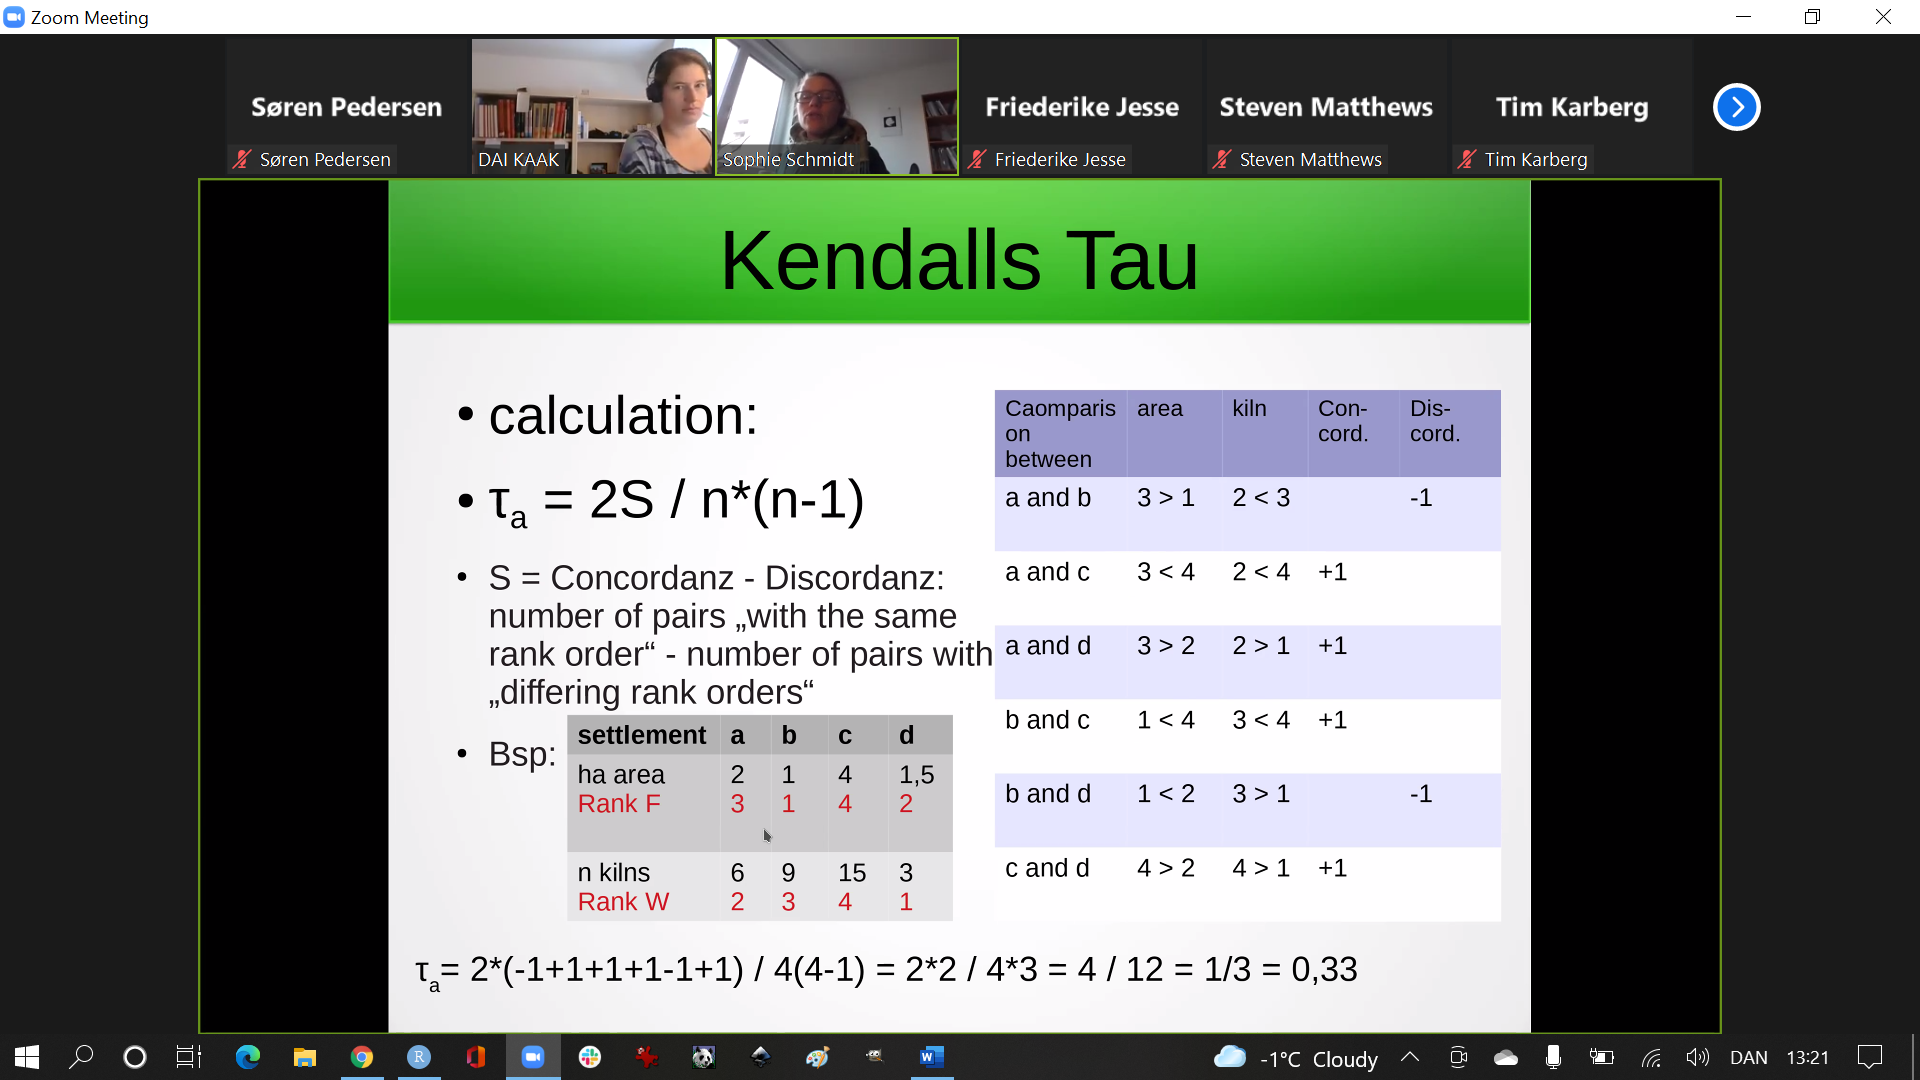 Zoom Meeting
Søren Pedersen
Friederike Jesse
Steven Matthews
Tim Karberg
Søren Pedersen
DAI KAAK
Sophie Schmidt
Friederike Jesse
Steven Matthews
Tim Karberg
Kendalls Tau
• calculation:
• τa = 2S / n*(n-1)
• S = Concordanz - Discordanz:
number of pairs „with the same
rank order“ - number of pairs with
„differing rank orders“
• Bsp:
settlement a b c d
ha area 2 1 4 1,5
Rank F 3 1 4 2
n kilns 6 9 15 3
Rank W 2 3 4 1
Caomparis area kiln Con- Dis-
on cord. cord.
between
a and b 3 > 1 2 < 3 -1
a and c 3 < 4 2 < 4 +1
a and d 3 > 2 2 > 1 +1
b and c 1 < 4 3 < 4 +1
b and d 1 < 2 3 > 1 -1
c and d 4 > 2 4 > 1 +1
τa= 2*(-1+1+1+1-1+1) / 4(4-1) = 2*2 / 4*3 = 4 / 12 = 1/3 = 0,33
-1°C Cloudy DAN 13:21